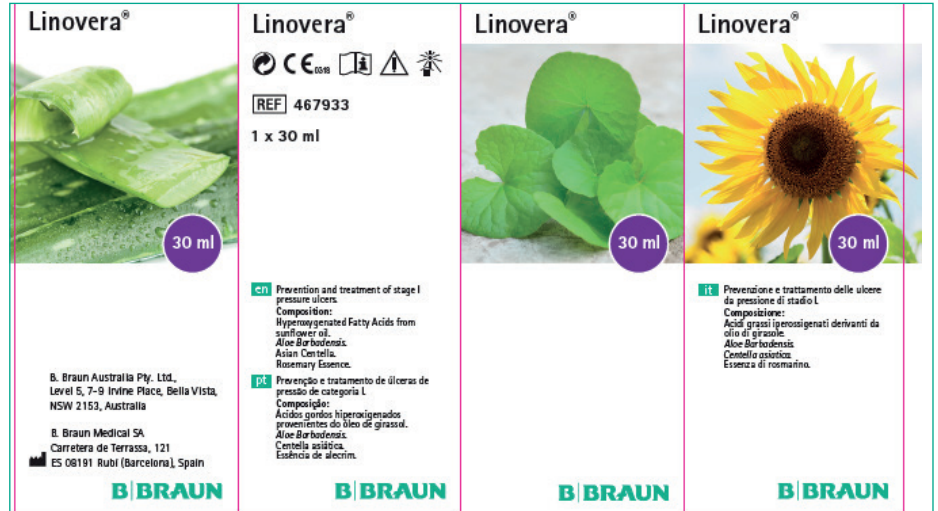 Linovera®
30 ml
B. Braun Australia Pty. Ltd.,
Level 5, 7-9 Irvine Place, Bella Vista,
NSW 2153, Australia
B. Braun Medical SA
Carretera de Terrassa, 121
ES 08191 Rubí (Barcelona), Spain
B|BRAUN
Linovera®
CE 0318
REF 467933
1 x 30 ml
en Prevention and treatment of stage I
pressure ulcers.
Composition:
Hyperoxygenated Fatty Acids from
sunflower oil.
Aloe Barbadensis.
Asian Centella.
Rosemary Essence.
pt Prevenção e tratamento de úlceras de
pressão de categoria I.
Composição:
Ácidos gordos hiperoxigenados
provenientes do óleo de girassol.
Aloe Barbadensis.
Centella asiática.
Essência de alecrim.
B|BRAUN
Linovera®
30 ml
B|BRAUN
Linovera®
30 ml
it Prevenzione e trattamento delle ulcere
da pressione di stadio I.
Composizione:
Acidi grassi iperossigenati derivanti da
olio di girasole.
Aloe Barbadensis.
Centella asiatica.
Essenza di rosmarino.
B|BRAUN